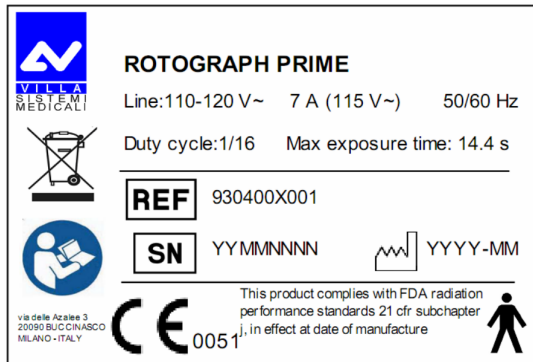 VILLA
SISTEMI
MEDICALI
ROTOGRAPH PRIME
Line:110-120 V~ 7 A (115 V~) 50/60 Hz
Duty cycle:1/16 Max exposure time: 14.4 s
REF 930400X001
SN YYMMNNNN YYYY-MM
via delle Azalee 3
20090 BUCCINASCO
MILANO - ITALY
CE 0051
This product complies with FDA radiation
performance standards 21 cfr subchapter
j, in effect at date of manufacture